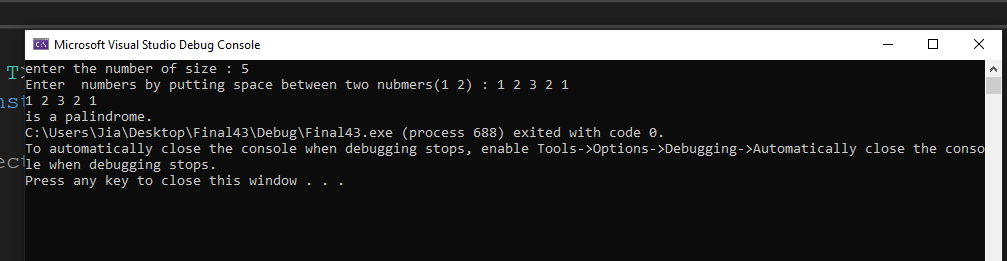 Microsoft Visual Studio Debug Console
enter the number of size : 5
Enter  numbers by putting space between two nubmers(1 2) : 1 2 3 2 1
1 2 3 2 1
is a palindrome.
C:\Users\Jia\Desktop\Final43\Debug\Final43.exe (process 688) exited with code 0.
To automatically close the console when debugging stops, enable Tools->Options->Debugging->Automatically close the conso
le when debugging stops.
Press any key to close this window . . .